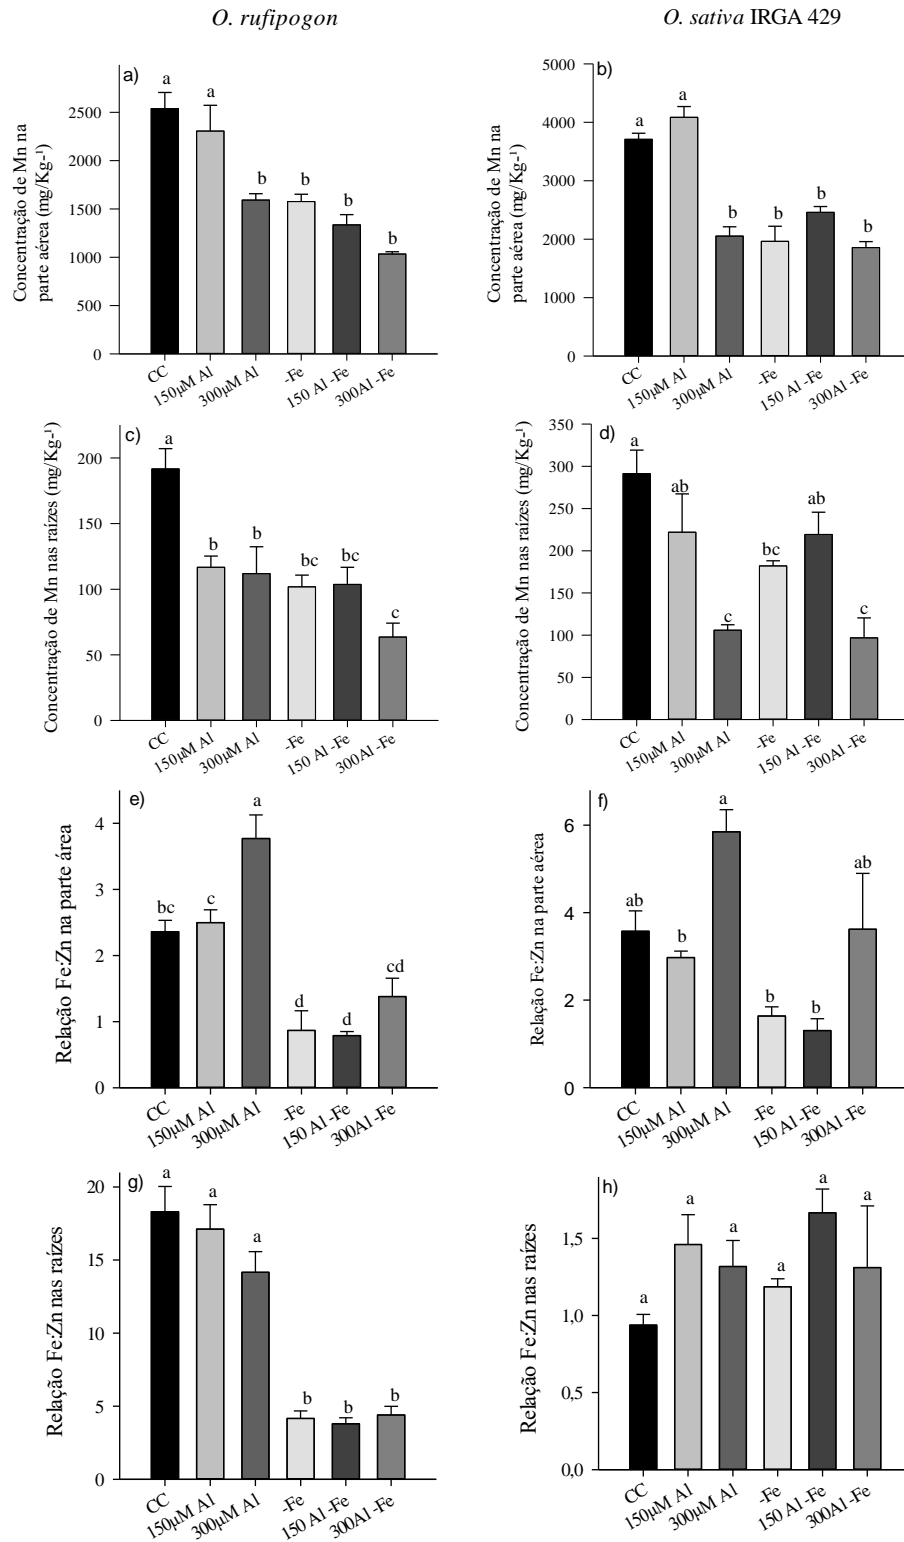 O. rufipogon
O. sativa IRGA 429
a)
Concentração de Mn na
parte aérea (mg/Kg-¹)
2500
2000
1500
1000
500
0
a
a
b
b
b
b
CC
150µM Al
300µM Al
-Fe
150 Al -Fe
300Al -Fe
b)
Concentração de Mn na
parte aérea (mg/Kg-¹)
5000
4000
3000
2000
1000
0
a
a
b
b
b
b
CC
150µM Al
300µM Al
-Fe
150 Al -Fe
300Al -Fe
c)
Concentração de Mn nas raízes (mg/Kg-¹)
200
150
100
50
0
a
b
b
bc
bc
c
CC
150µM Al
300µM Al
-Fe
150 Al -Fe
300Al -Fe
d)
Concentração de Mn nas raízes (mg/Kg-¹)
350
300
250
200
150
100
50
0
a
ab
c
bc
ab
c
CC
150µM Al
300µM Al
-Fe
150 Al -Fe
300Al -Fe
e)
Relação Fe:Zn na parte área
4
3
2
1
0
bc
c
a
d
d
cd
CC
150µM Al
300µM Al
-Fe
150 Al -Fe
300Al -Fe
f)
Relação Fe:Zn na parte aérea
6
4
2
0
ab
b
a
b
b
ab
CC
150µM Al
300µM Al
-Fe
150 Al -Fe
300Al -Fe
g)
Relação Fe:Zn nas raízes
20
15
10
5
0
a
a
a
b
b
b
CC
150µM Al
300µM Al
-Fe
150 Al -Fe
300Al -Fe
h)
Relação Fe:Zn nas raízes
1,5
1,0
0,5
0,0
a
a
a
a
a
a
CC
150µM Al
300µM Al
-Fe
150 Al -Fe
300Al -Fe